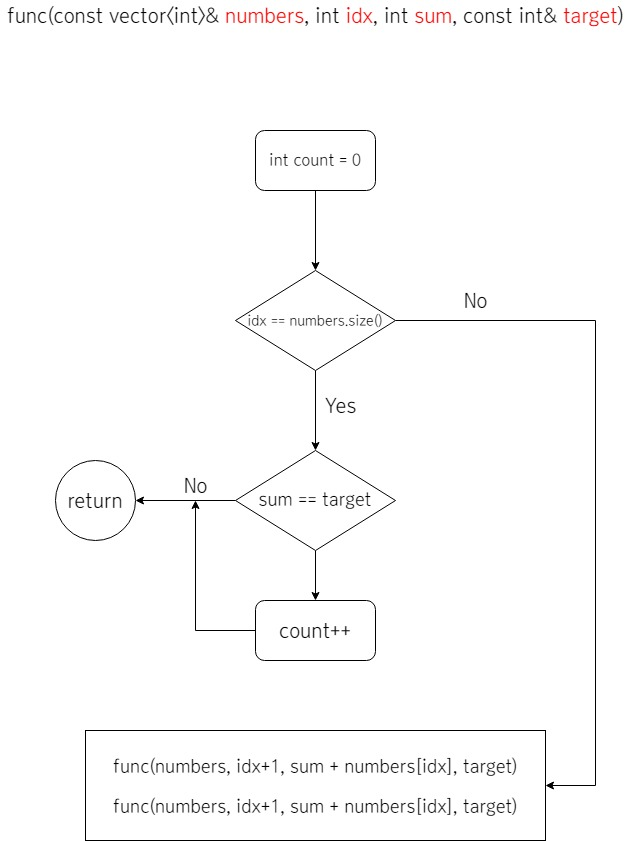 func(const vector<int>& numbers, int idx, int sum, const int& target)
int count = 0
idx == numbers.size()
No
Yes
No
return
sum == target
count++
func(numbers, idx+1, sum + numbers[idx], target)
func(numbers, idx+1, sum + numbers[idx], target)